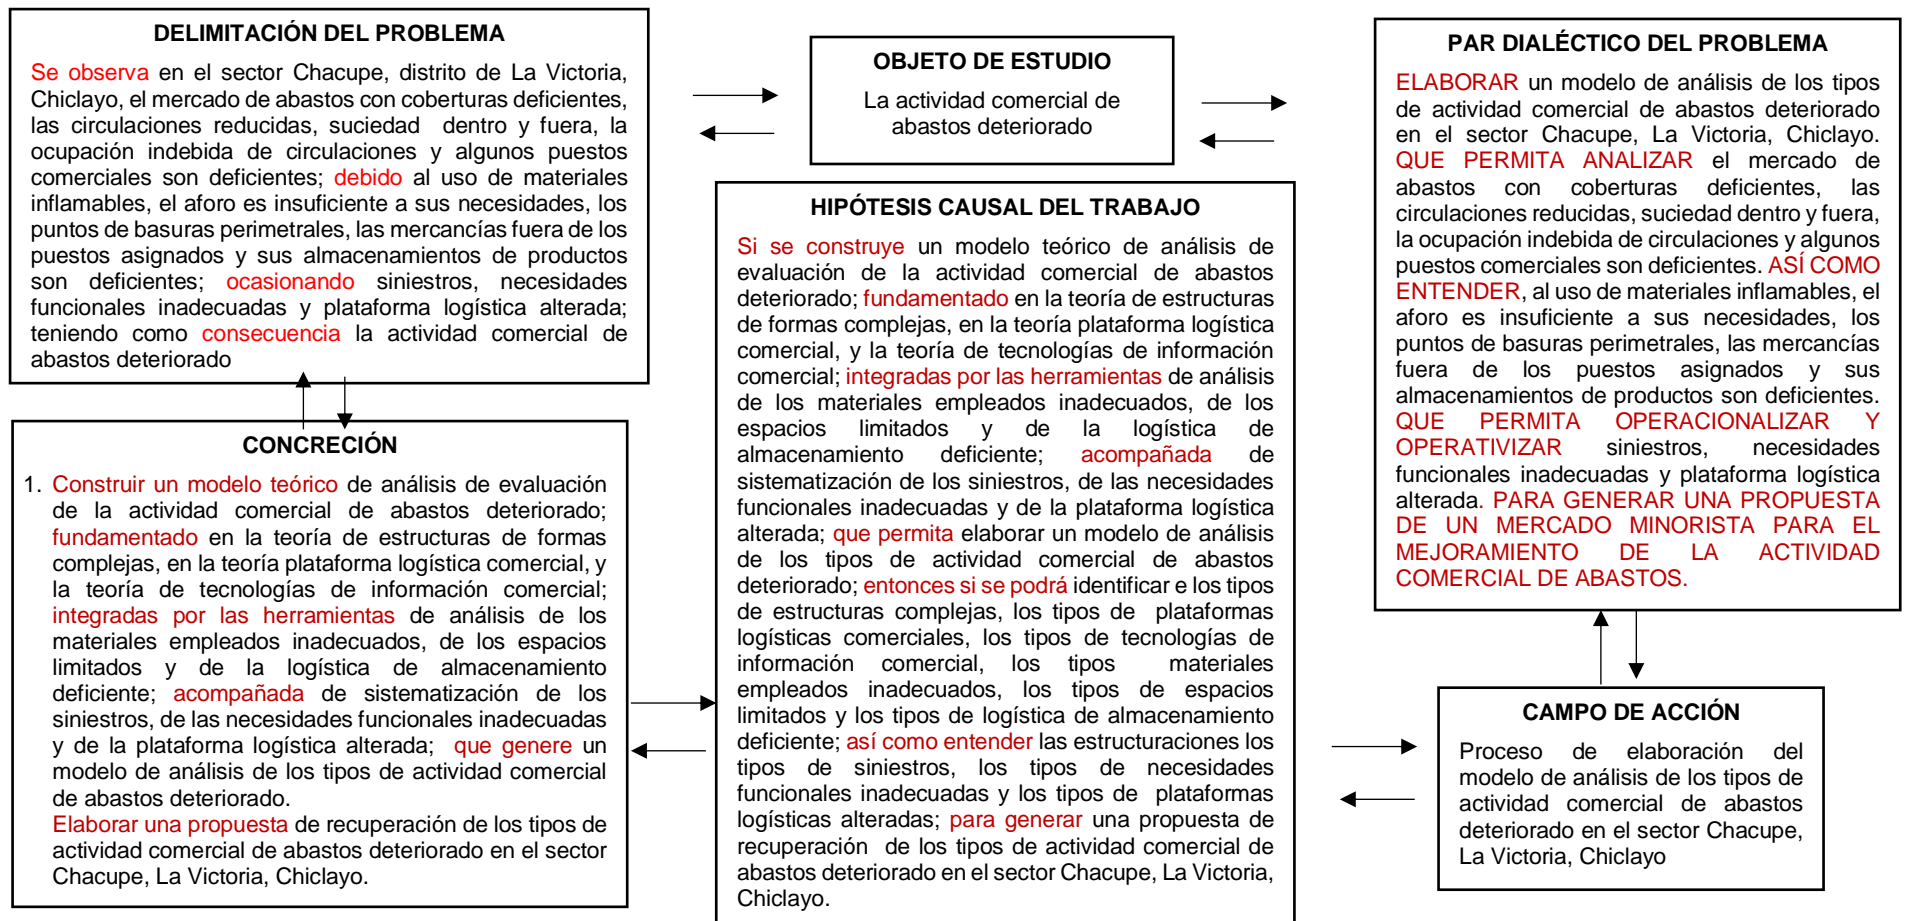 DELIMITACIÓN DEL PROBLEMA
Se observa en el sector Chacupe, distrito de La Victoria,
Chiclayo, el mercado de abastos con coberturas deficientes,
las circulaciones reducidas, suciedad dentro y fuera, la
ocupación indebida de circulaciones y algunos puestos
comerciales son deficientes; debido al uso de materiales
inflamables, el aforo es insuficiente a sus necesidades, los
puntos de basuras perimetrales, las mercancías fuera de los
puestos asignados y sus almacenamientos de productos
son deficientes; ocasionando siniestros, necesidades
funcionales inadecuadas y plataforma logística alterada;
teniendo como consecuencia la actividad comercial de
abastos deteriorado
OBJETO DE ESTUDIO
La actividad comercial de
abastos deteriorado
PAR DIALÉCTICO DEL PROBLEMA
ELABORAR un modelo de análisis de los tipos
de actividad comercial de abastos deteriorado
en el sector Chacupe, La Victoria, Chiclayo.
QUE PERMITA ANALIZAR el mercado de
abastos con coberturas deficientes, las
circulaciones reducidas, suciedad dentro y fuera,
la ocupación indebida de circulaciones y algunos
puestos comerciales son deficientes. ASÍ COMO
ENTENDER, al uso de materiales inflamables, el
aforo es insuficiente a sus necesidades, los
puntos de basuras perimetrales, las mercancías
fuera de los puestos asignados y sus
almacenamientos de productos son deficientes.
QUE PERMITA OPERACIONALIZAR Y
OPERATIVIZAR siniestros, necesidades
funcionales inadecuadas y plataforma logística
alterada. PARA GENERAR UNA PROPUESTA
DE UN MERCADO MINORISTA PARA EL
MEJORAMIENTO DE LA ACTIVIDAD
COMERCIAL DE ABASTOS.
CONCRECIÓN
1. Construir un modelo teórico de análisis de evaluación
de la actividad comercial de abastos deteriorado;
fundamentado en la teoría de estructuras de formas
complejas, en la teoría plataforma logística comercial, y
la teoría de tecnologías de información comercial;
integradas por las herramientas de análisis de los
materiales empleados inadecuados, de los espacios
limitados y de la logística de almacenamiento
deficiente; acompañada de sistematización de los
siniestros, de las necesidades funcionales inadecuadas
y de la plataforma logística alterada; que genere un
modelo de análisis de los tipos de actividad comercial
de abastos deteriorado.
Elaborar una propuesta de recuperación de los tipos de
actividad comercial de abastos deteriorado en el sector
Chacupe, La Victoria, Chiclayo.
HIPÓTESIS CAUSAL DEL TRABAJO
Si se construye un modelo teórico de análisis de
evaluación de la actividad comercial de abastos
deteriorado; fundamentado en la teoría de estructuras
de formas complejas, en la teoría plataforma logística
comercial, y la teoría de tecnologías de información
comercial; integradas por las herramientas de análisis
de los materiales empleados inadecuados, de los
espacios limitados y de la logística de
almacenamiento deficiente; acompañada de
sistematización de los siniestros, de las necesidades
funcionales inadecuadas y de la plataforma logística
alterada; que permita elaborar un modelo de análisis
de los tipos de actividad comercial de abastos
deteriorado; entonces si se podrá identificar e los tipos
de estructuras complejas, los tipos de plataformas
logísticas comerciales, los tipos de tecnologías de
información comercial, los tipos materiales
empleados inadecuados, los tipos de espacios
limitados y los tipos de logística de almacenamiento
deficiente; así como entender las estructuraciones los
tipos de siniestros, los tipos de necesidades
funcionales inadecuadas y los tipos de plataformas
logísticas alteradas; para generar una propuesta de
recuperación de los tipos de actividad comercial de
abastos deteriorado en el sector Chacupe, La Victoria,
Chiclayo.
CAMPO DE ACCIÓN
Proceso de elaboración del
modelo de análisis de los tipos de
actividad comercial de abastos
deteriorado en el sector Chacupe,
La Victoria, Chiclayo